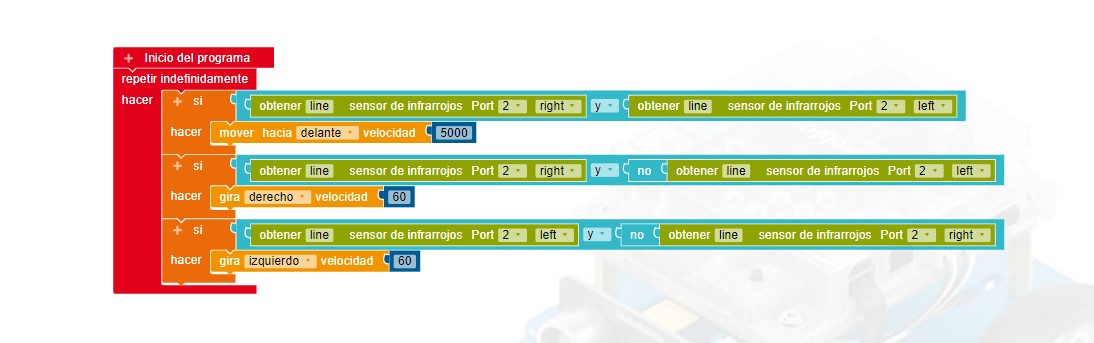 + Inicio del programa
repetir indefinidamente
hacer + si obtener line sensor de infrarrojos Port 2 right y obtener line sensor de infrarrojos Port 2 left
hacer mover hacia delante velocidad 5000
+ si obtener line sensor de infrarrojos Port 2 right y no obtener line sensor de infrarrojos Port 2 left
hacer gira derecho velocidad 60
+ si obtener line sensor de infrarrojos Port 2 left y no obtener line sensor de infrarrojos Port 2 right
hacer gira izquierdo velocidad 60